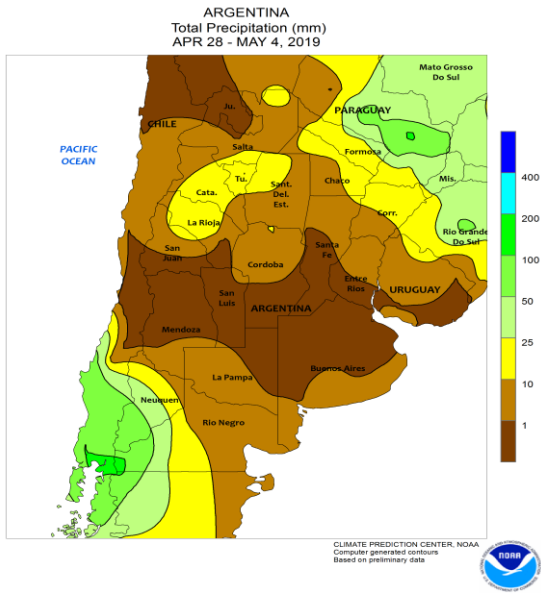 ARGENTINA
Total Precipitation (mm)
APR 28 - MAY 4, 2019
Mato Grosso
Do Sul
Ju.
PARAGUAY
CHILE
PACIFIC
OCEAN
Salta
Formosa
Tu.
Cata.
Sant.
Del.
Est.
Chaco
Mis.
La Rioja
Corr.
Rio Grande
Do Sul
San
Juan
Santa
Fe
Cordoba
Entre
Rios
URUGUAY
San
Luis
ARGENTINA
Mendoza
La Pampa
Buenos Aires
Neuquen
Rio Negro
400
200
100
50
25
10
1
CLIMATE PREDICTION CENTER, NOAA
Computer generated contours
Based on preliminary data
NOAA